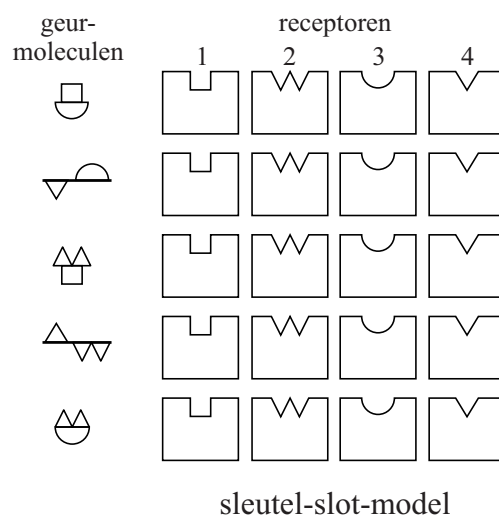 geur-
moleculen
receptoren
1 2 3 4
sleutel-slot-model